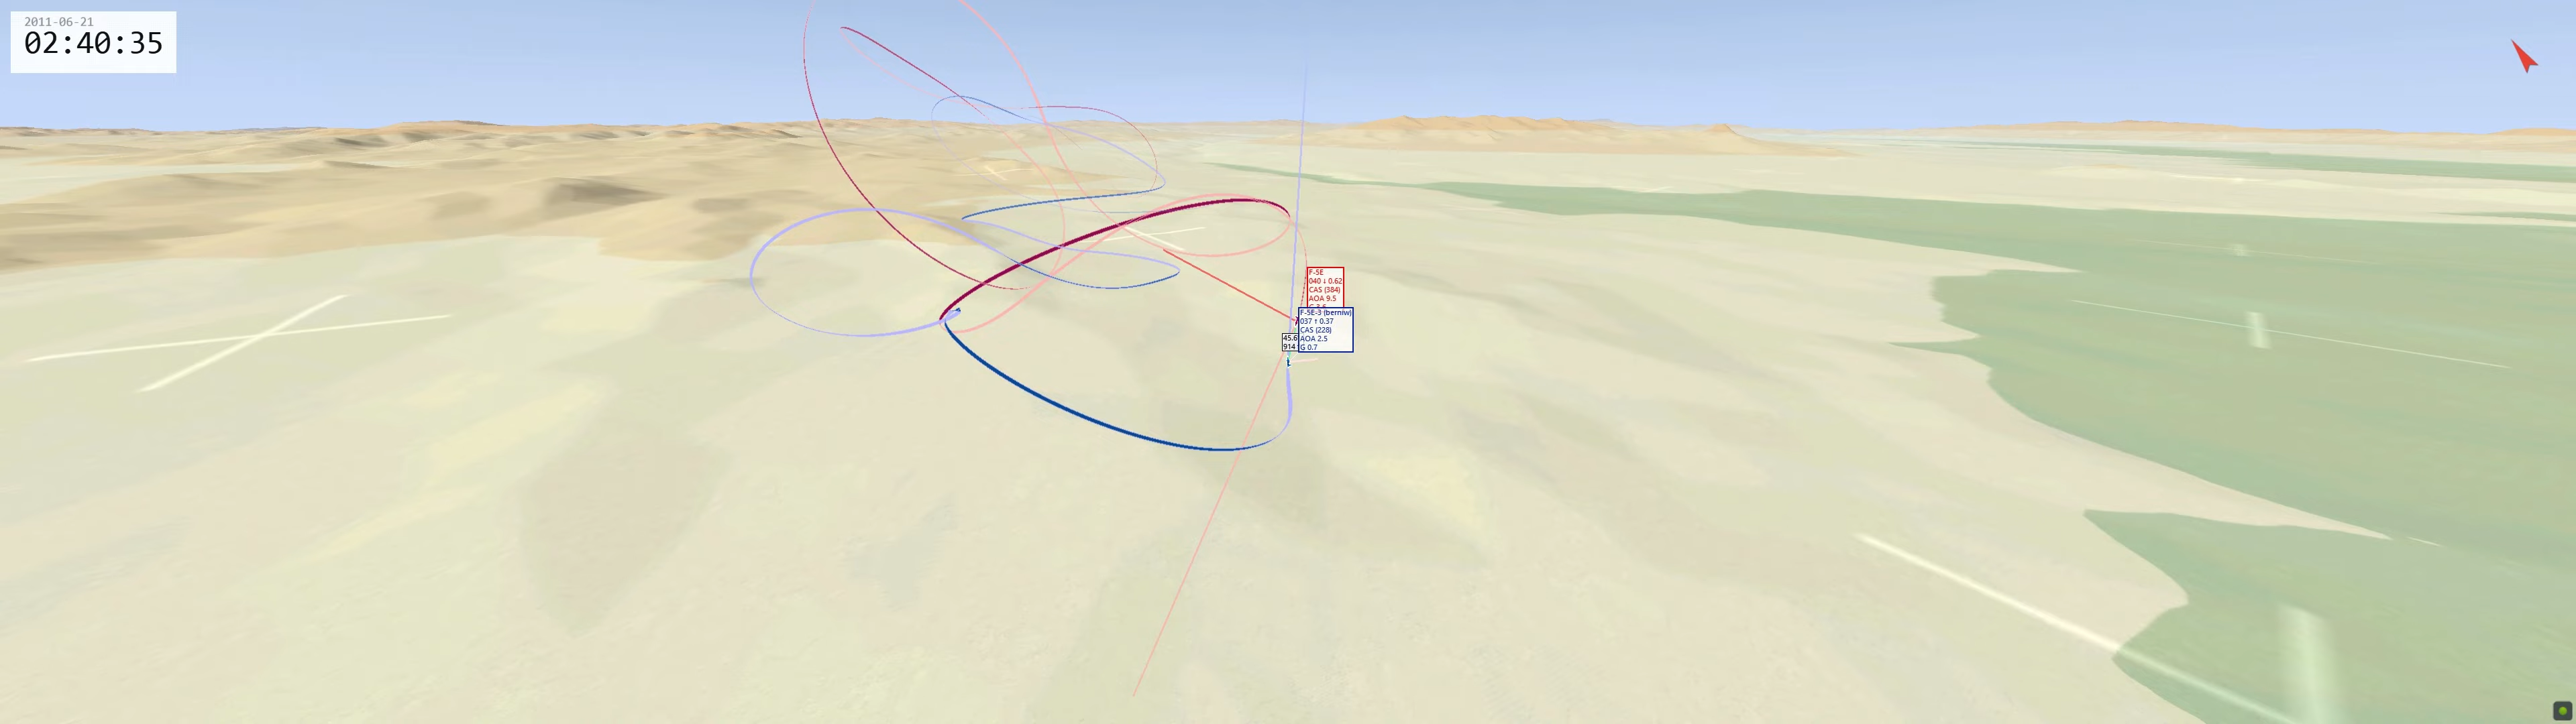 2011-06-21
02:40:35
F-5E
040 ↓ 0.62
CAS (384)
AOA 9.5
F-5E-3 (berniw)
037 ↑ 0.37
CAS (228)
AOA 2.5
G 0.7
45.6
914